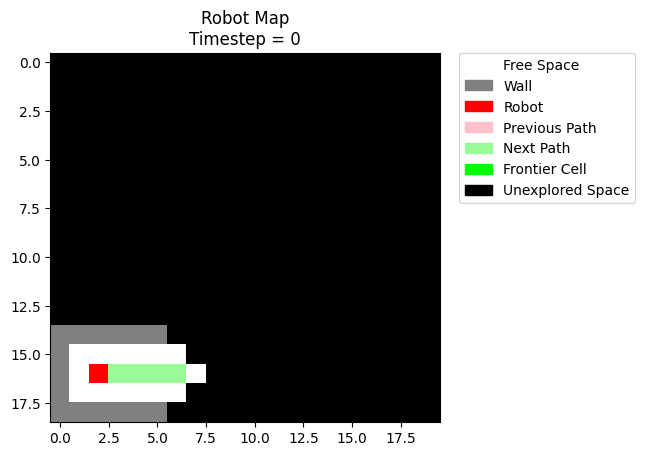 Robot Map
Timestep = 0
0.0
2.5
5.0
7.5
10.0
12.5
15.0
17.5
0.0 2.5 5.0 7.5 10.0 12.5 15.0 17.5
Free Space
Wall
Robot
Previous Path
Next Path
Frontier Cell
Unexplored Space